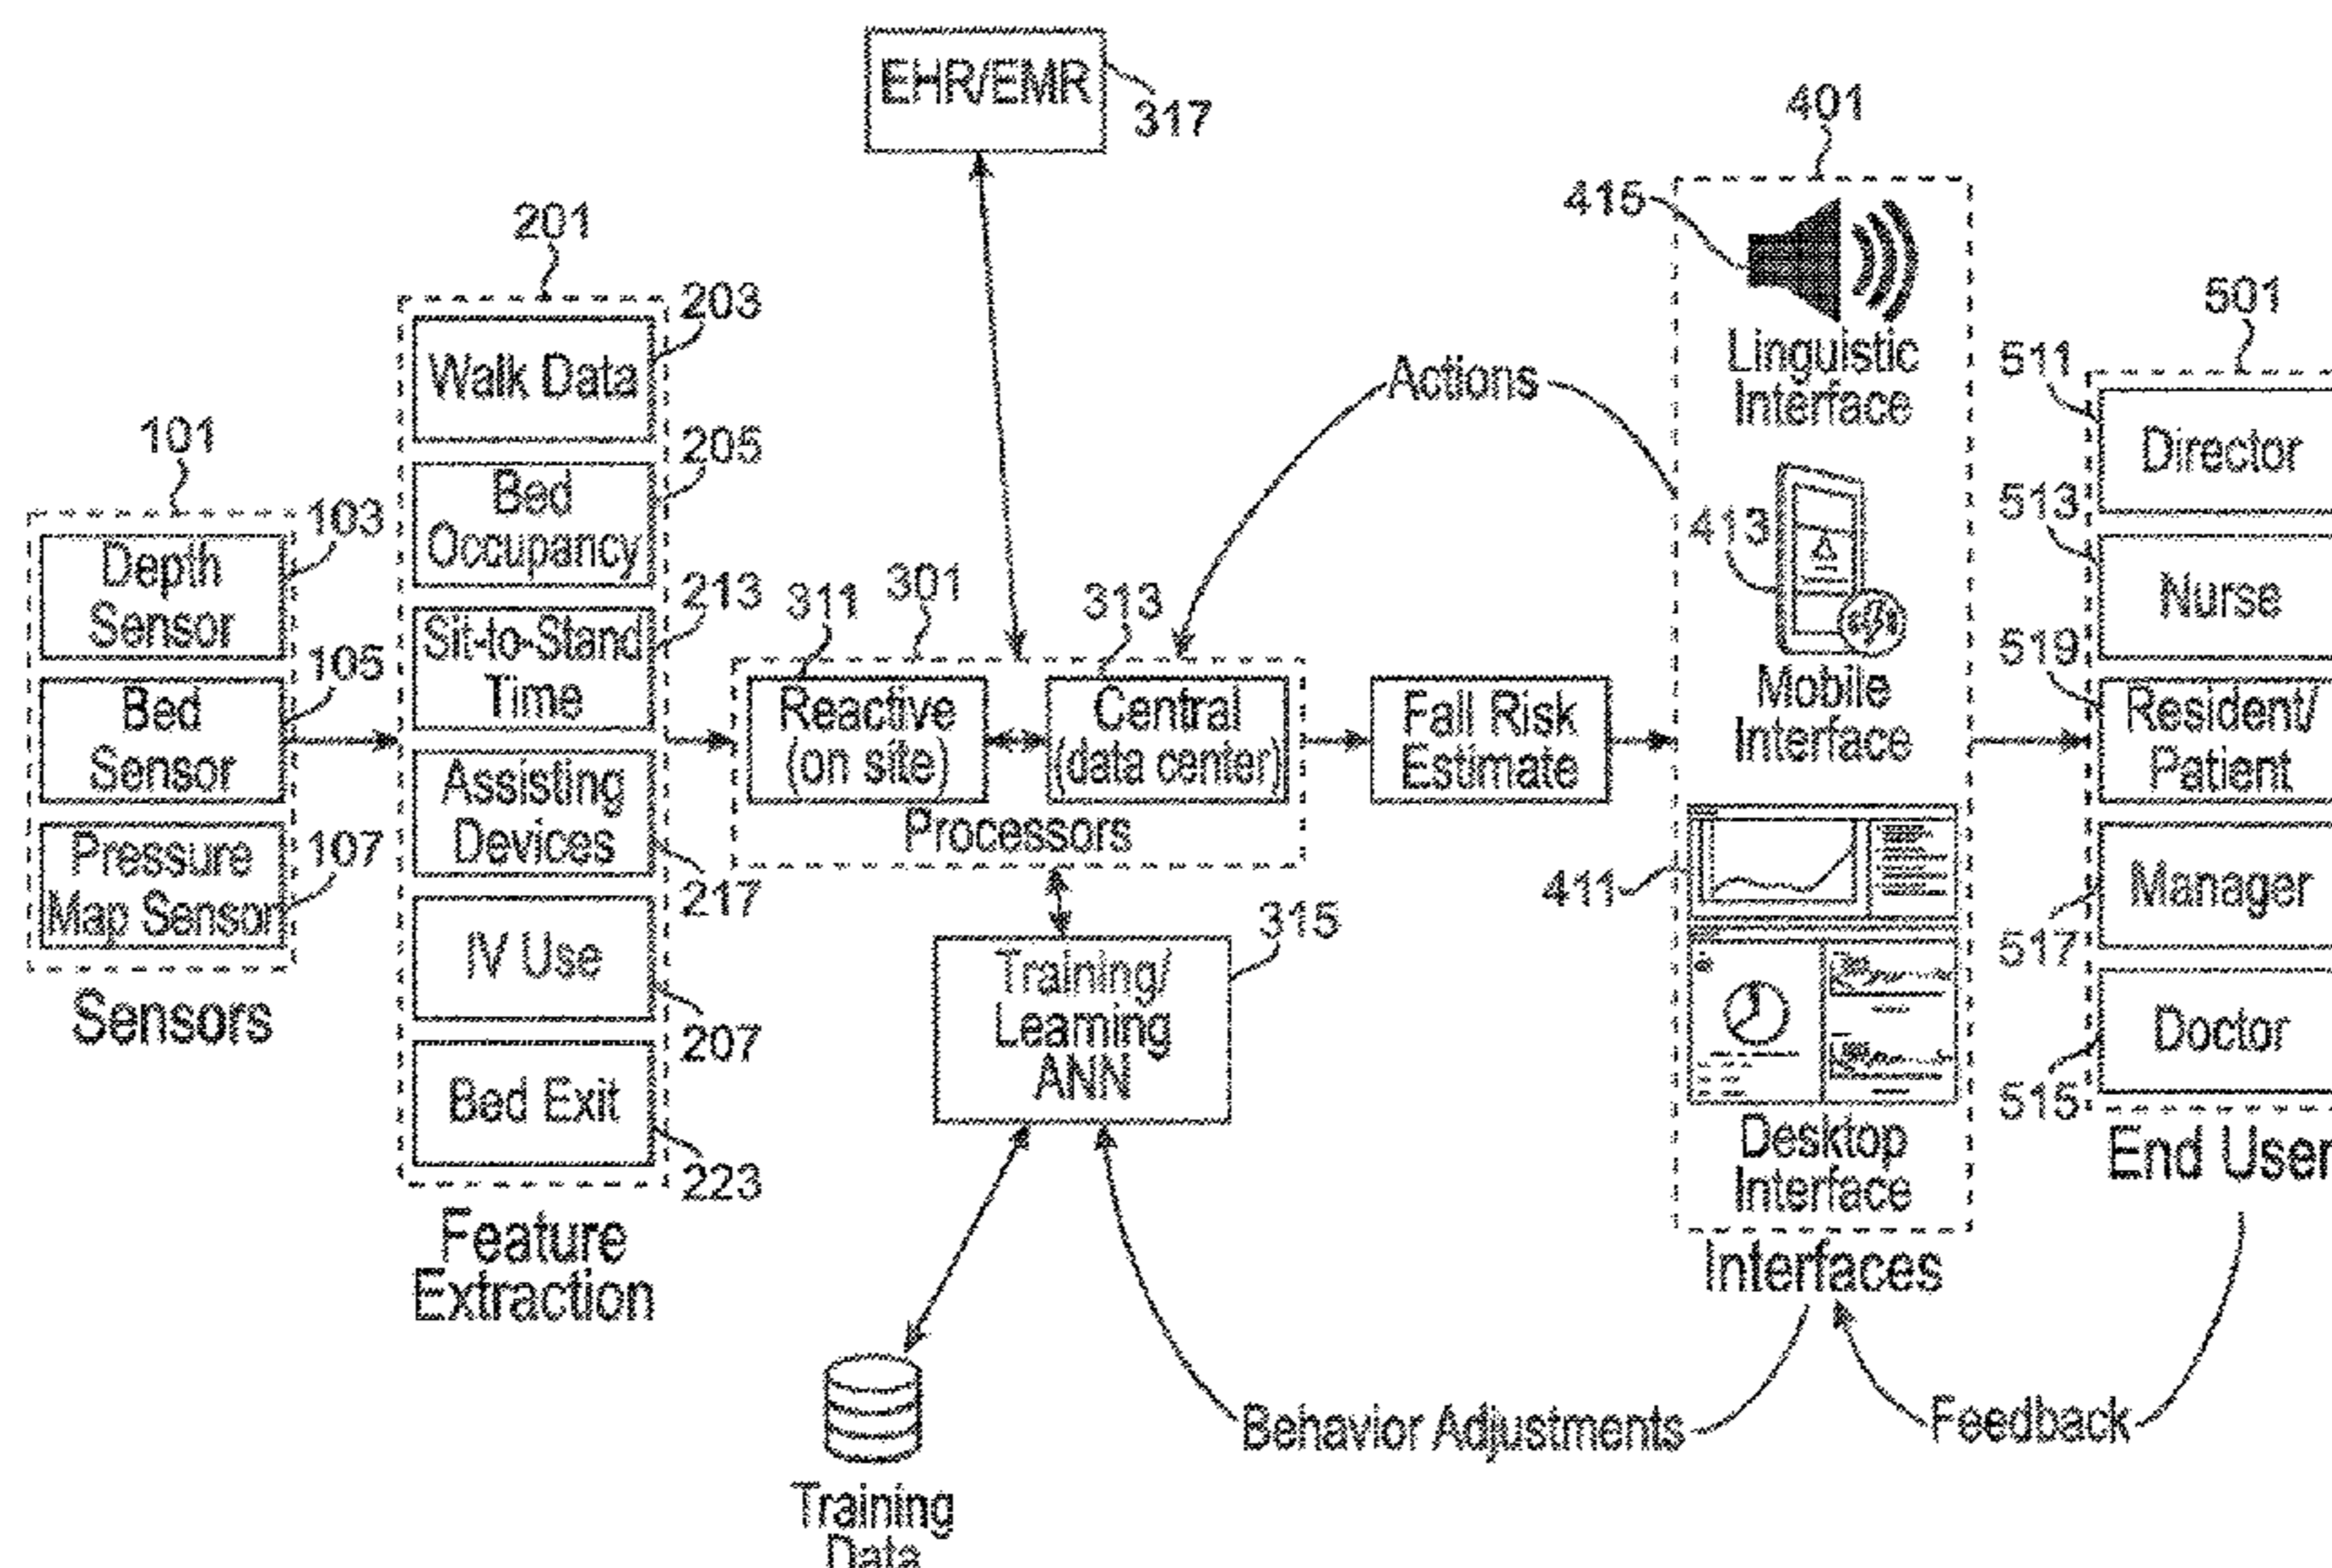 EHR/EMR
317
401
415
Linguistic
Interface
413
Mobile
Interface
411
Desktop
Interface
Interfaces
201
203
Walk Data
205
Bed
Occupancy
213
Sit-to-Stand
Time
Assisting
Devices
217
IV Use
207
Bed Exit
223
Feature
Extraction
101
103
Depth
Sensor
105
Bed
Sensor
Pressure
Map Sensor
107
Sensors
311
301
313
Reactive
(on site)
Central
(data center)
Processors
Actions
Fall Risk
Estimate
315
Training/
Learning
ANN
Training
Data
Behavior Adjustments
Feedback
501
511
Director
513
Nurse
519
Resident/
Patient
Manager
517
Doctor
515
End User